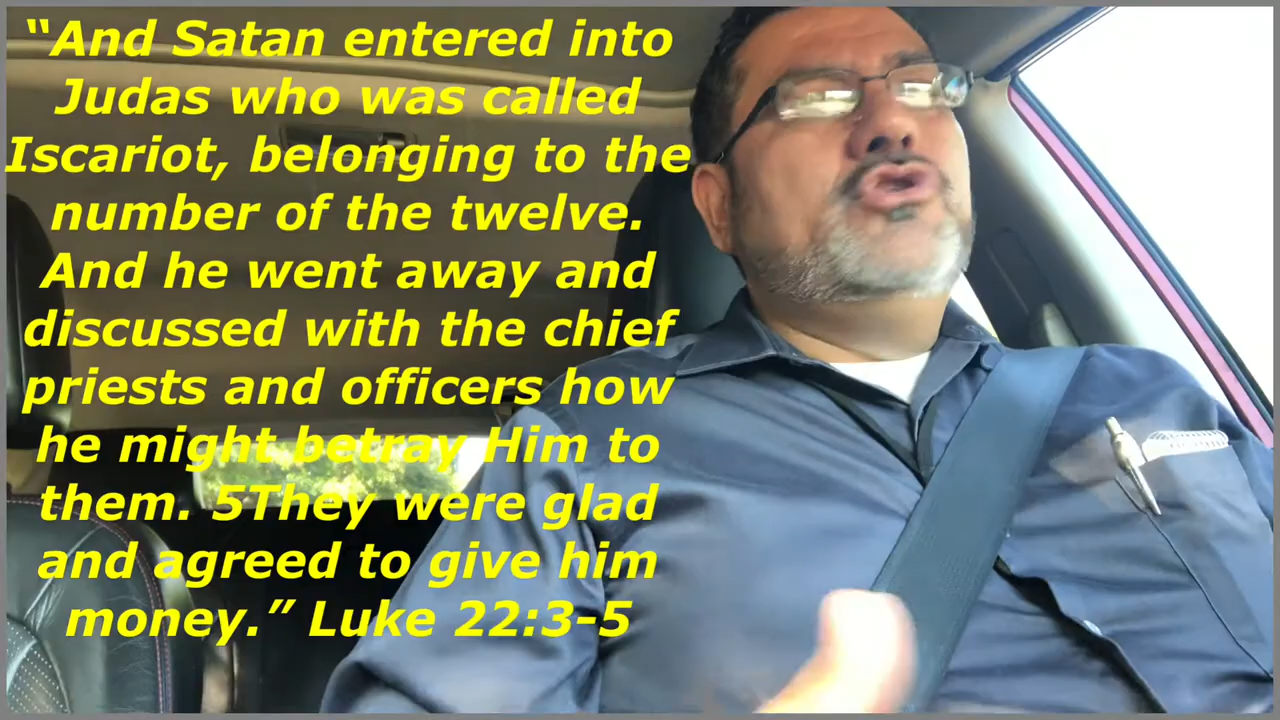 “And Satan entered into
Judas who was called
Iscariot, belonging to the
number of the twelve.
And he went away and
discussed with the chief
priests and officers how
he might betray Him to
them. 5They were glad
and agreed to give him
money.” Luke 22:3-5